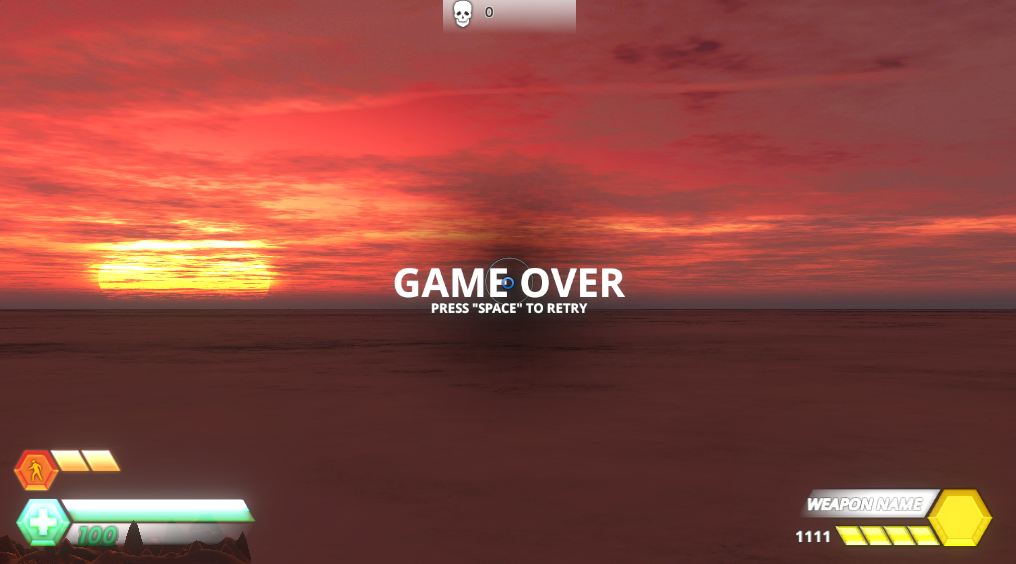 0
GAME OVER
PRESS "SPACE" TO RETRY
100
WEAPON NAME
1111